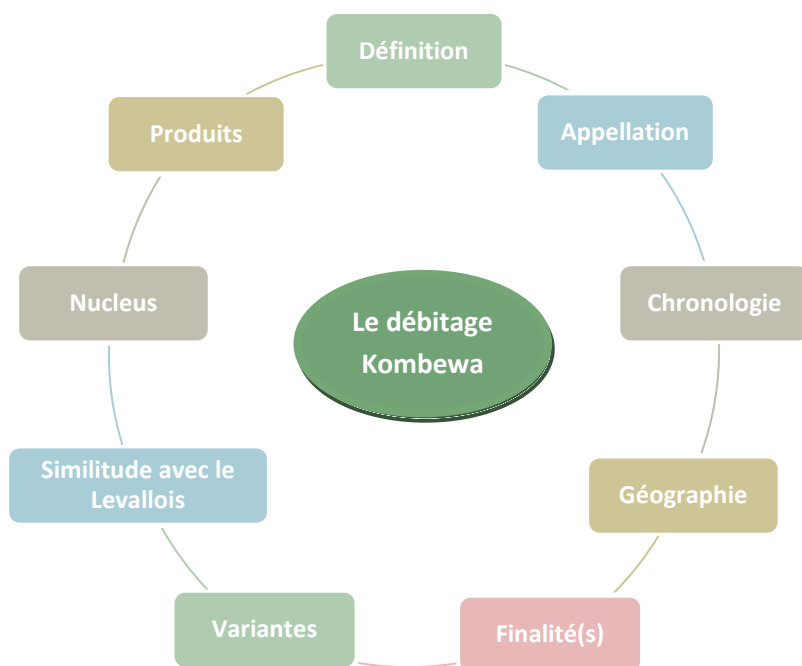 Définition
Appellation
Produits
Nucleus
Chronologie
Le débitage
Kombewa
Similitude avec le
Levallois
Géographie
Variantes
Finalité(s)